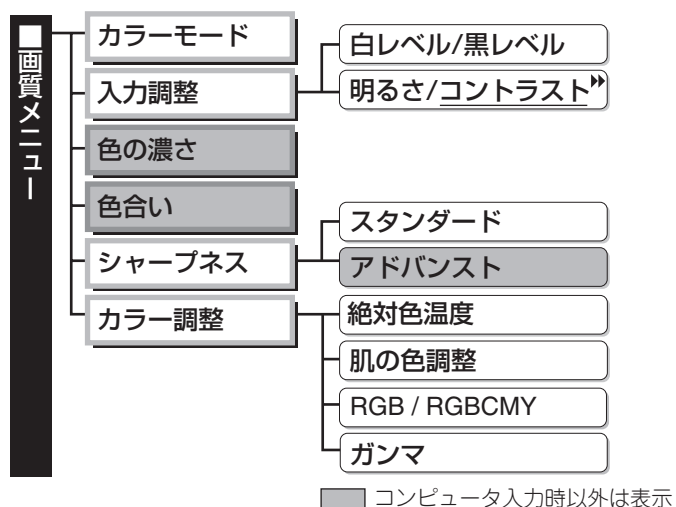 ■画質メニュー
カラーモード
入力調整
白レベル/黒レベル
明るさ/コントラスト
色の濃さ
色合い
シャープネス
スタンダード
アドバンスト
カラー調整
絶対色温度
肌の色調整
RGB / RGBCMY
ガンマ
コンピュータ入力時以外は表示